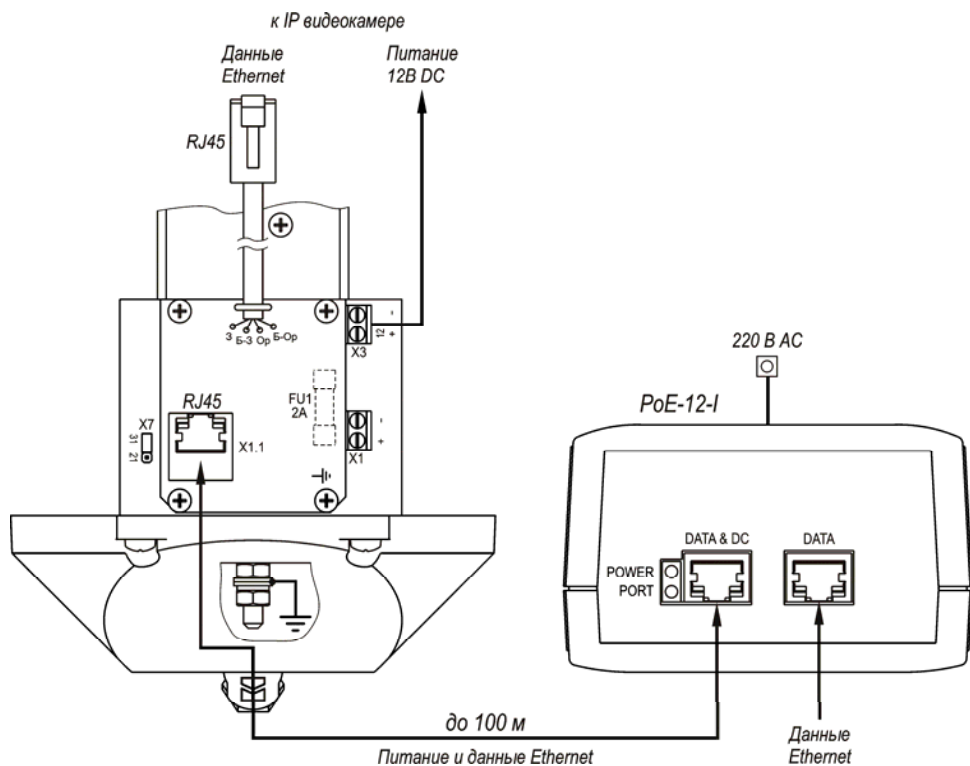 к IP видеокамере
Данные
Ethernet
Питание
12В DC
RJ45
З Б-З Ор Б-Ор
- 12 +
X3
220 В AC
PoE-12-I
RJ45
FU1
2A
X7
31
21
X1.1
-
+
X1
DATA & DC
DATA
POWER
PORT
до 100 м
Питание и данные Ethernet
Данные
Ethernet